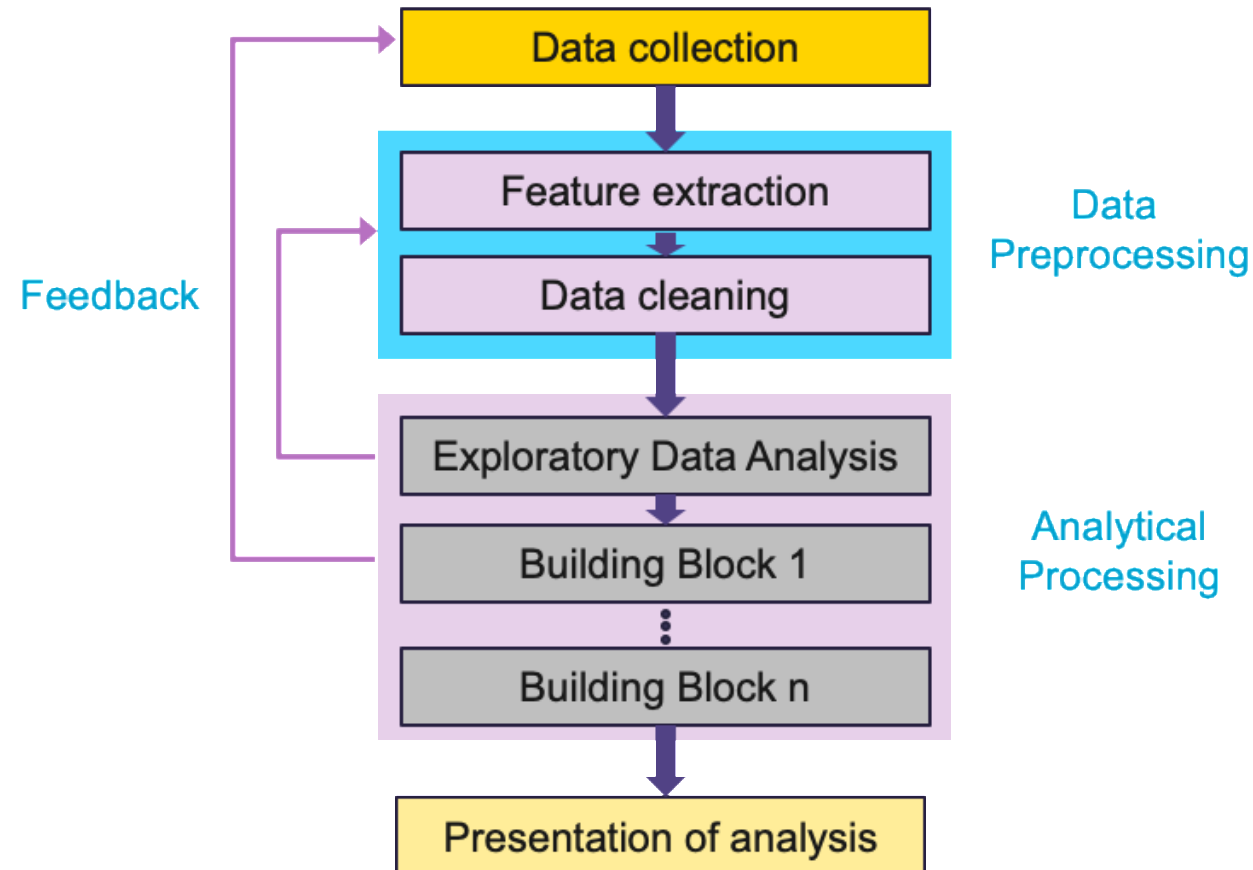 Data collection
Feature extraction
Data
Preprocessing
Data cleaning
Feedback
Exploratory Data Analysis
Analytical
Processing
Building Block 1
Building Block n
Presentation of analysis